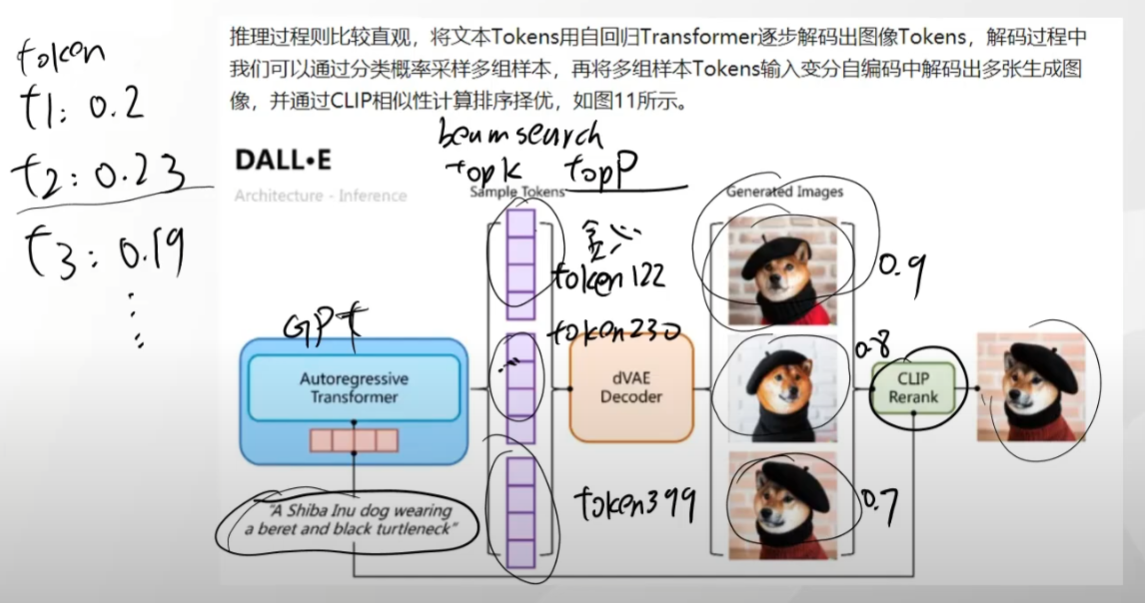 推理过程则比较直观，将文本Tokens用自回归Transformer逐步解码出图像Tokens，解码过程中
我们可以通过分类概率采样多组样本，再将多组样本Tokens输入变分自编码中解码出多张生成图
像，并通过CLIP相似性计算排序择优，如图11所示。
token
t1: 0.2
t2: 0.23
t3: 0.19
beam search
top k top P
DALL•E
Architecture - Inference
Sample Tokens
Generated Images
token 122
0.9
GPT
token 230
0.8
Autoregressive
Transformer
dVAE
Decoder
CLIP
Rerank
token 399
0.7
"A Shiba Inu dog wearing
a beret and black turtleneck"